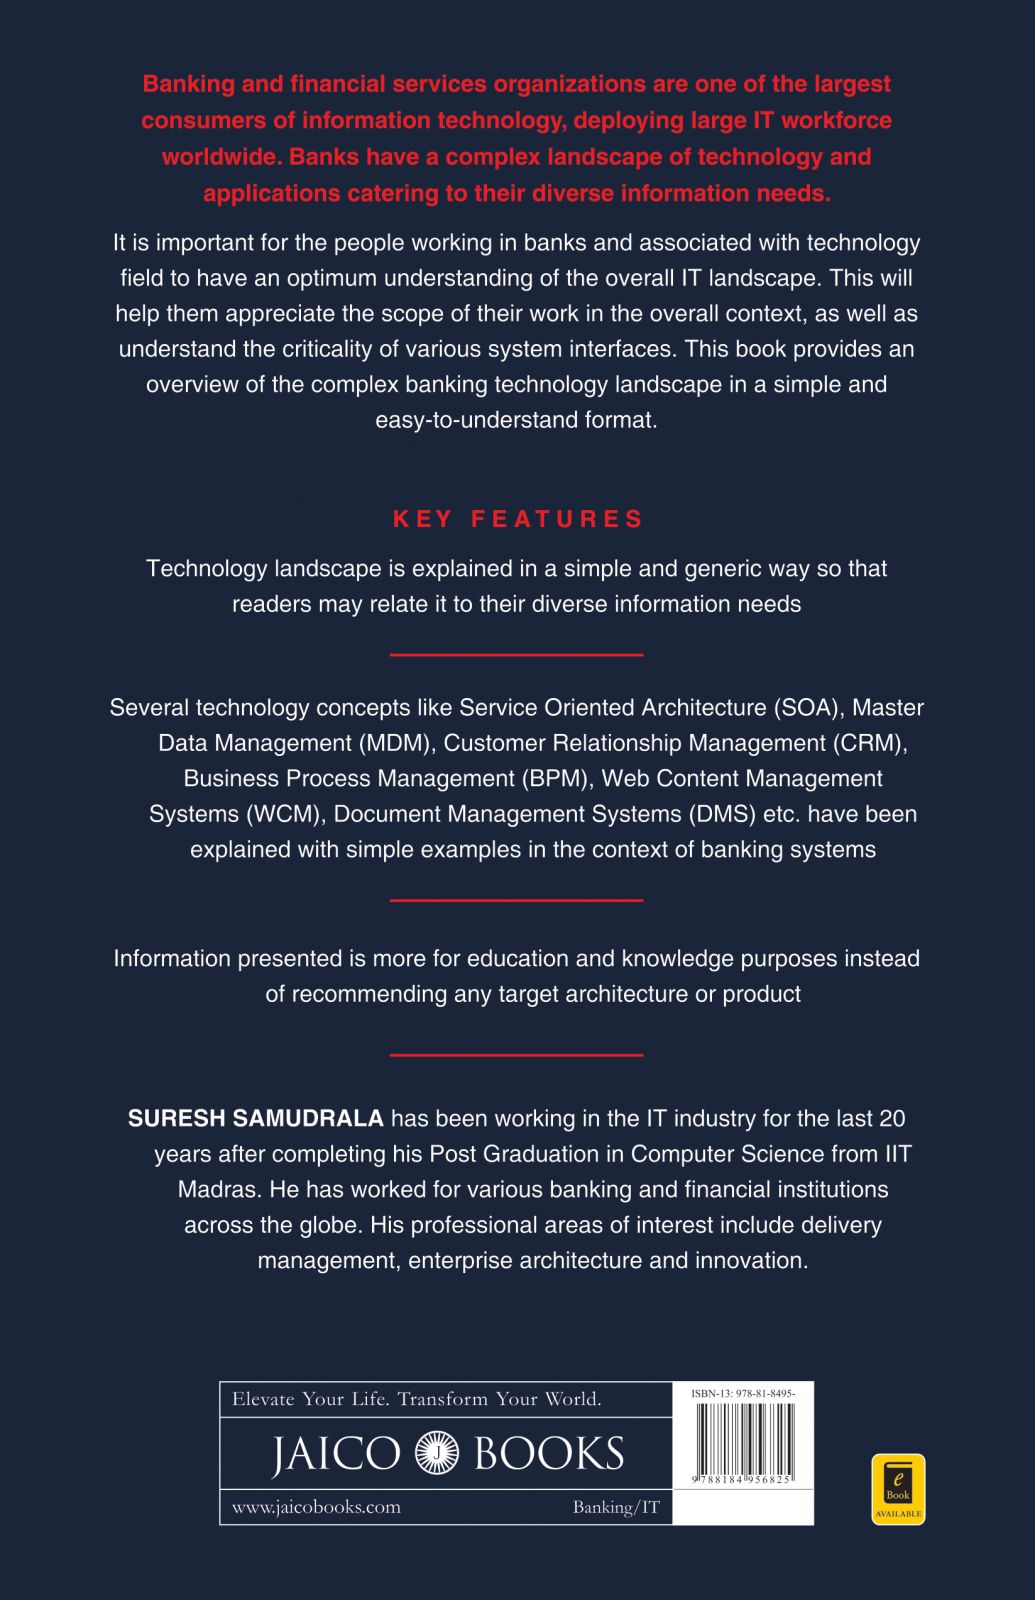 Banking and financial services organizations are one of the largest
consumers of information technology, deploying large IT workforce
worldwide. Banks have a complex landscape of technology and
applications catering to their diverse information needs.
It is important for the people working in banks and associated with technology
field to have an optimum understanding of the overall IT landscape. This will
help them appreciate the scope of their work in the overall context, as well as
understand the criticality of various system interfaces. This book provides an
overview of the complex banking technology landscape in a simple and
easy-to-understand format.
KEY FEATURES
Technology landscape is explained in a simple and generic way so that
readers may relate it to their diverse information needs
Several technology concepts like Service Oriented Architecture (SOA), Master
Data Management (MDM), Customer Relationship Management (CRM),
Business Process Management (BPM), Web Content Management
Systems (WCM), Document Management Systems (DMS) etc. have been
explained with simple examples in the context of banking systems
Information presented is more for education and knowledge purposes instead
of recommending any target architecture or product
SURESH SAMUDRALA has been working in the IT industry for the last 20
years after completing his Post Graduation in Computer Science from IIT
Madras. He has worked for various banking and financial institutions
across the globe. His professional areas of interest include delivery
management, enterprise architecture and innovation.
Elevate Your Life. Transform Your World.
JAICO J BOOKS
www.jaicobooks.com Banking/IT
ISBN-13: 978-81-8495-
9 788184 956825
e
Book
AVAILABLE